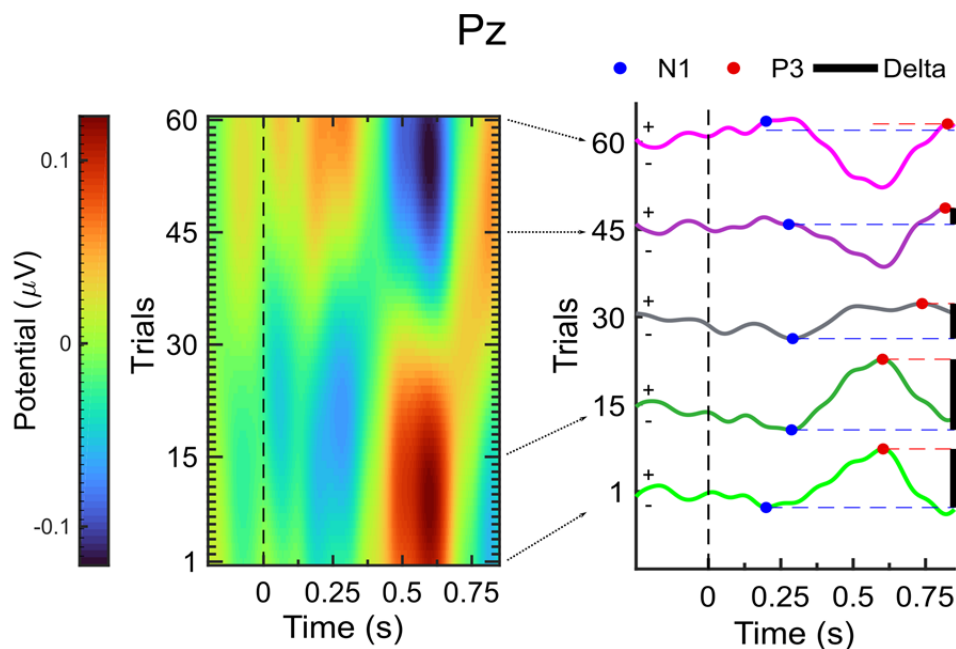 Pz
N1 P3 Delta
Potential (μV)
0.1
0
-0.1
Trials
60
45
30
15
1
0 0.25 0.5 0.75
Time (s)
Trials
60
45
30
15
1
+
-
+
-
+
-
+
-
+
-
0 0.25 0.5 0.75
Time (s)